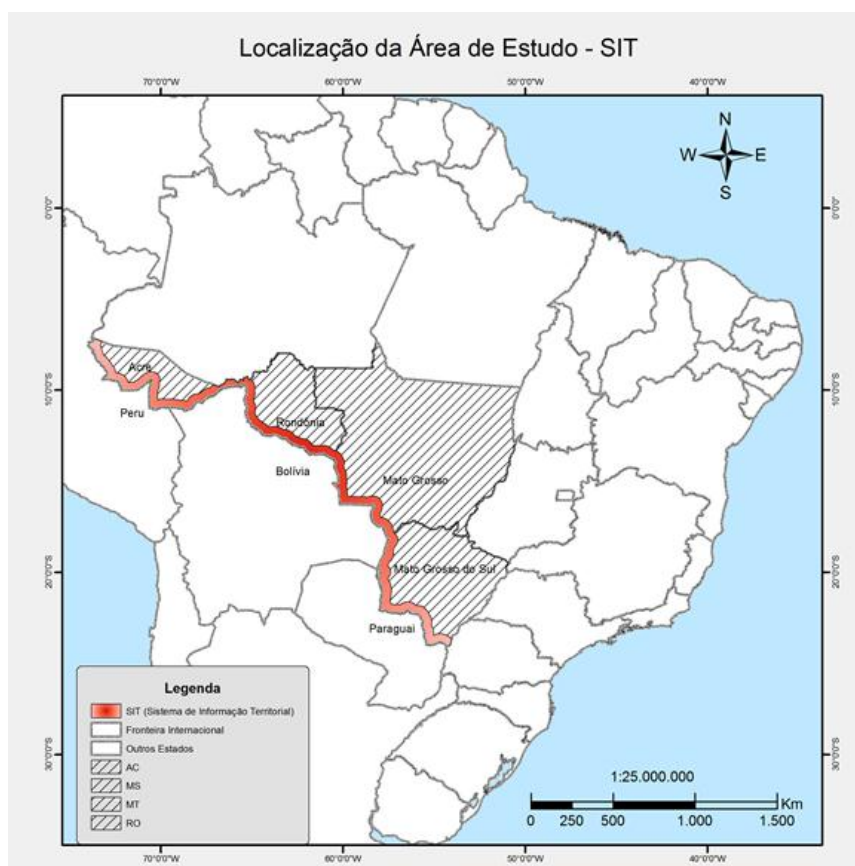 Localização da Área de Estudo - SIT
70°0'0"W 60°0'0"W 50°0'0"W 40°0'0"W
N
W E
S
0°0'0" 0°0'0"
Acre
10°0'0"S 10°0'0"S
Peru
Rondônia
Bolívia
Mato Grosso
Mato Grosso do Sul
20°0'0"S 20°0'0"S
Paraguai
Legenda
SIT (Sistema de Informação Territorial)
Fronteira Internacional
Outros Estados
AC
MS
MT
RO
30°0'0"S 30°0'0"S
1:25.000.000
Km
0 250 500 1.000 1.500
70°0'0"W 60°0'0"W 50°0'0"W 40°0'0"W